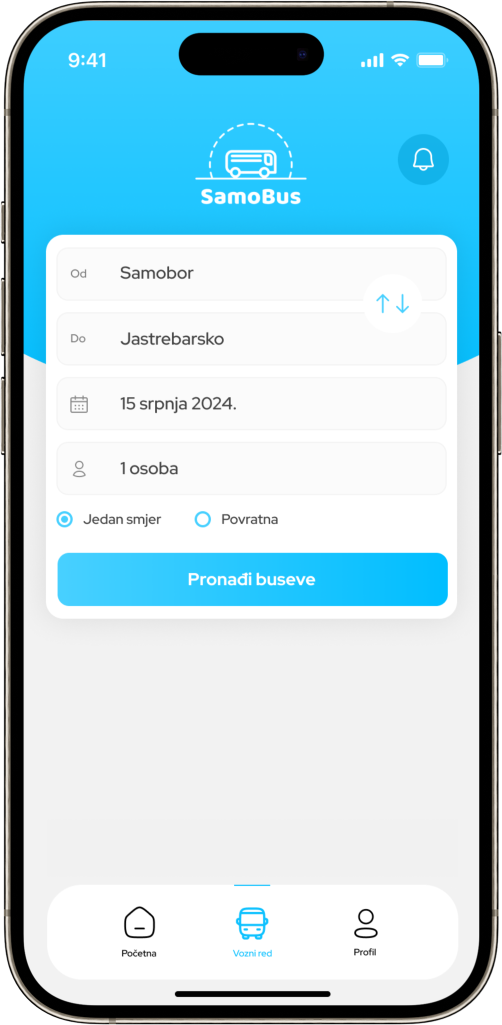 9:41
SamoBus
Od Samobor
Do Jastrebarsko
15 srpnja 2024.
1 osoba
Jedan smjer Povratna
Pronađi buseve
Početna Vozni red Profil